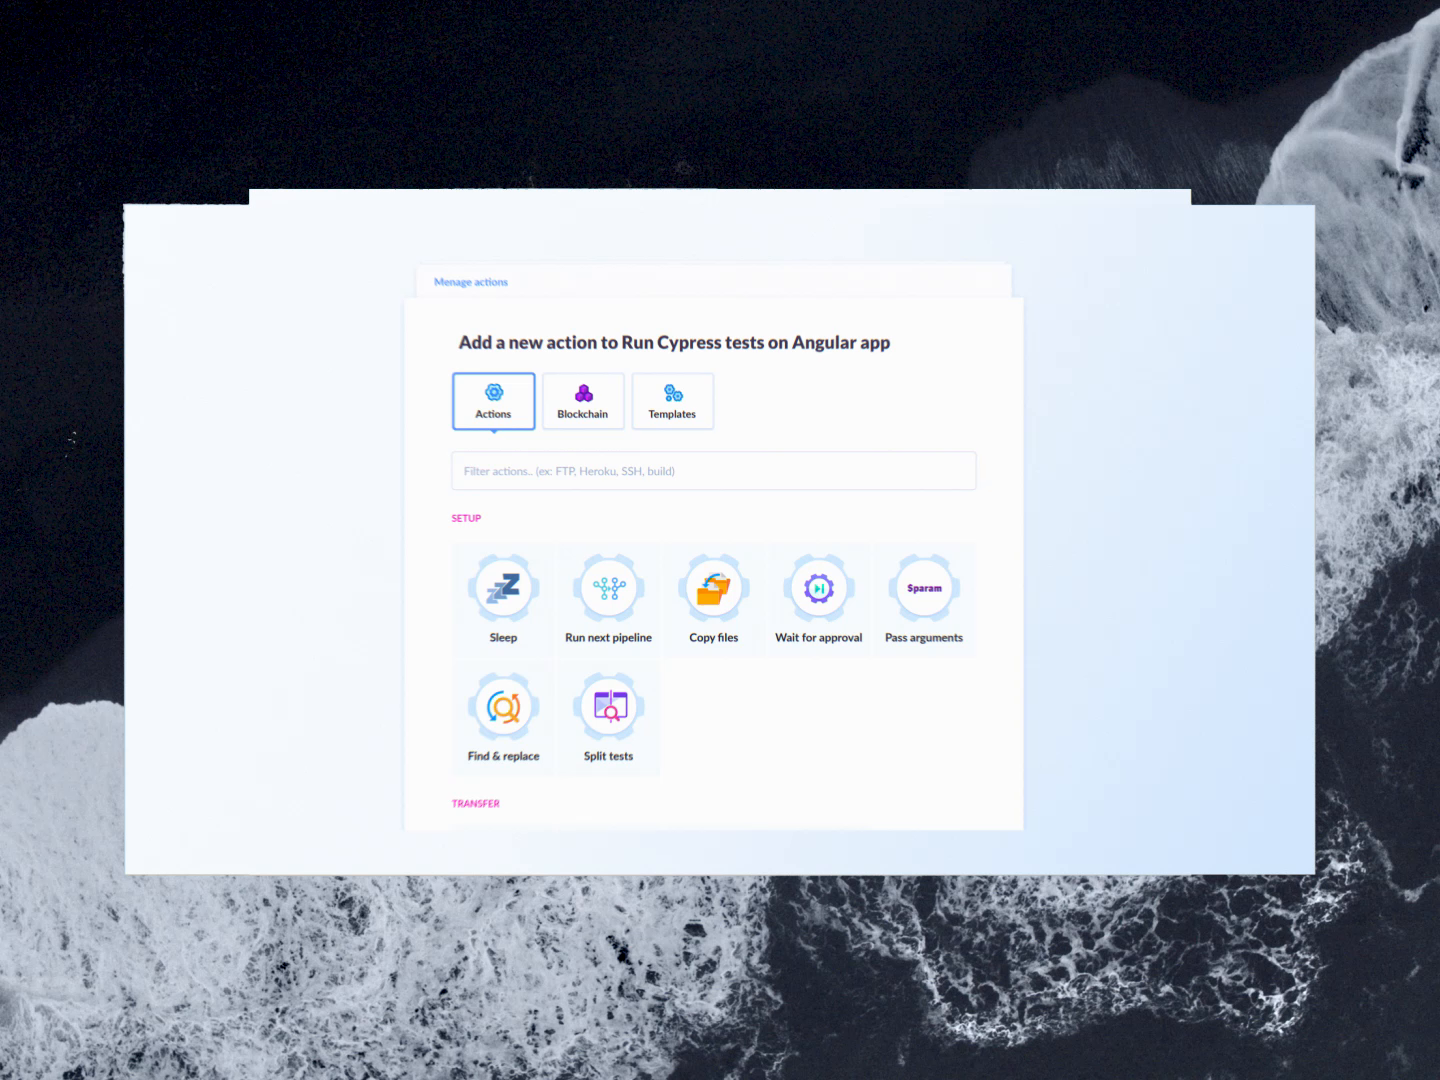 Menage actions
Add a new action to Run Cypress tests on Angular app
Actions
Blockchain
Templates
Filter actions.. (ex: FTP, Heroku, SSH, build)
SETUP
$param
Sleep
Run next pipeline
Copy files
Wait for approval
Pass arguments
Find & replace
Split tests
TRANSFER